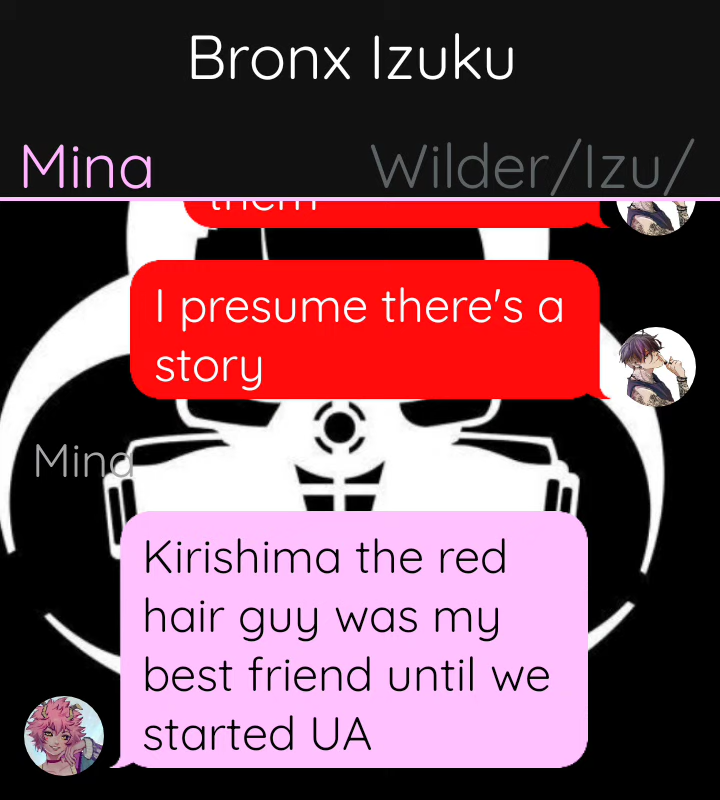 Bronx Izuku
Mina
Wilder/Izu/
them
I presume there's a
story
Mina
Kirishima the red
hair guy was my
best friend until we
started UA